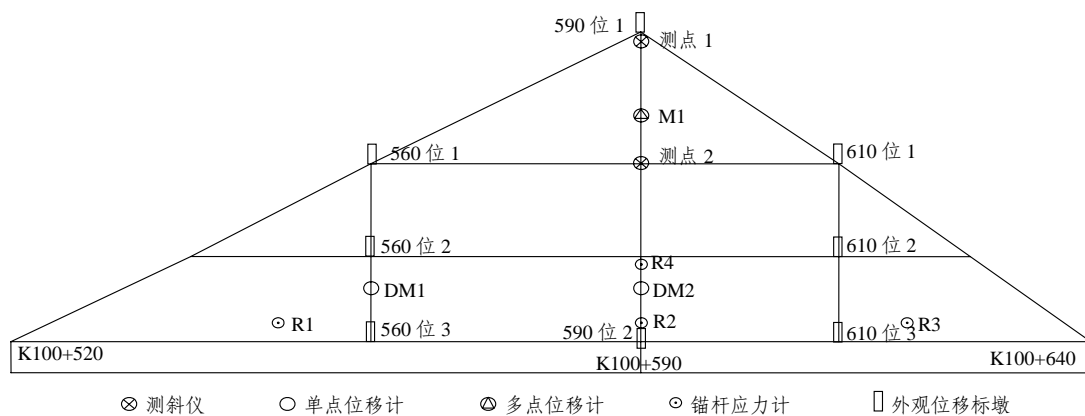 590 位 1
测点 1
M1
560 位 1
测点 2
610 位 1
560 位 2
610 位 2
R4
DM1
DM2
R1
560 位 3
590 位 2
R2
610 位 3
R3
K100+520
K100+590
K100+640
测斜仪
单点位移计
多点位移计
锚杆应力计
外观位移标墩